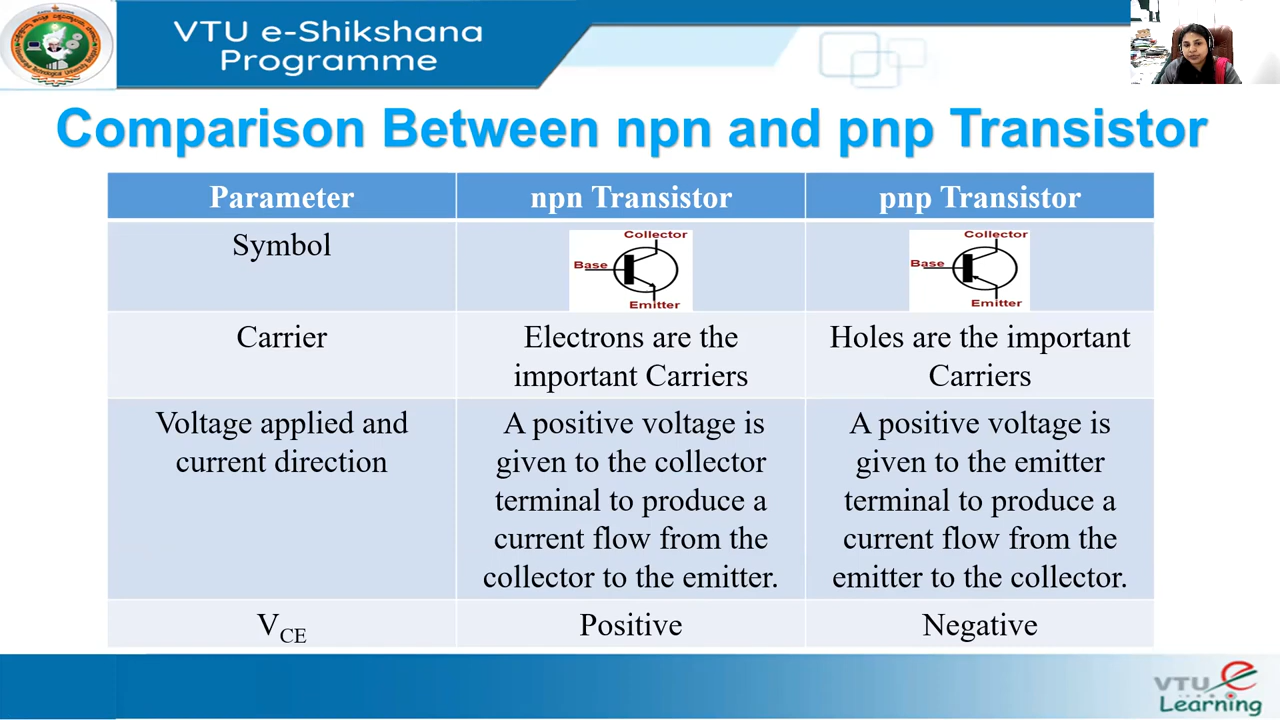 VTU e-Shikshana
Programme
Comparison Between npn and pnp Transistor
Parameter
npn Transistor
pnp Transistor
Symbol
Collector
Base
Emitter
Collector
Base
Emitter
Carrier
Electrons are the
important Carriers
Holes are the important
Carriers
Voltage applied and
current direction
A positive voltage is
given to the collector
terminal to produce a
current flow from the
collector to the emitter.
A positive voltage is
given to the emitter
terminal to produce a
current flow from the
emitter to the collector.
VCE
Positive
Negative
VTU e
Learning